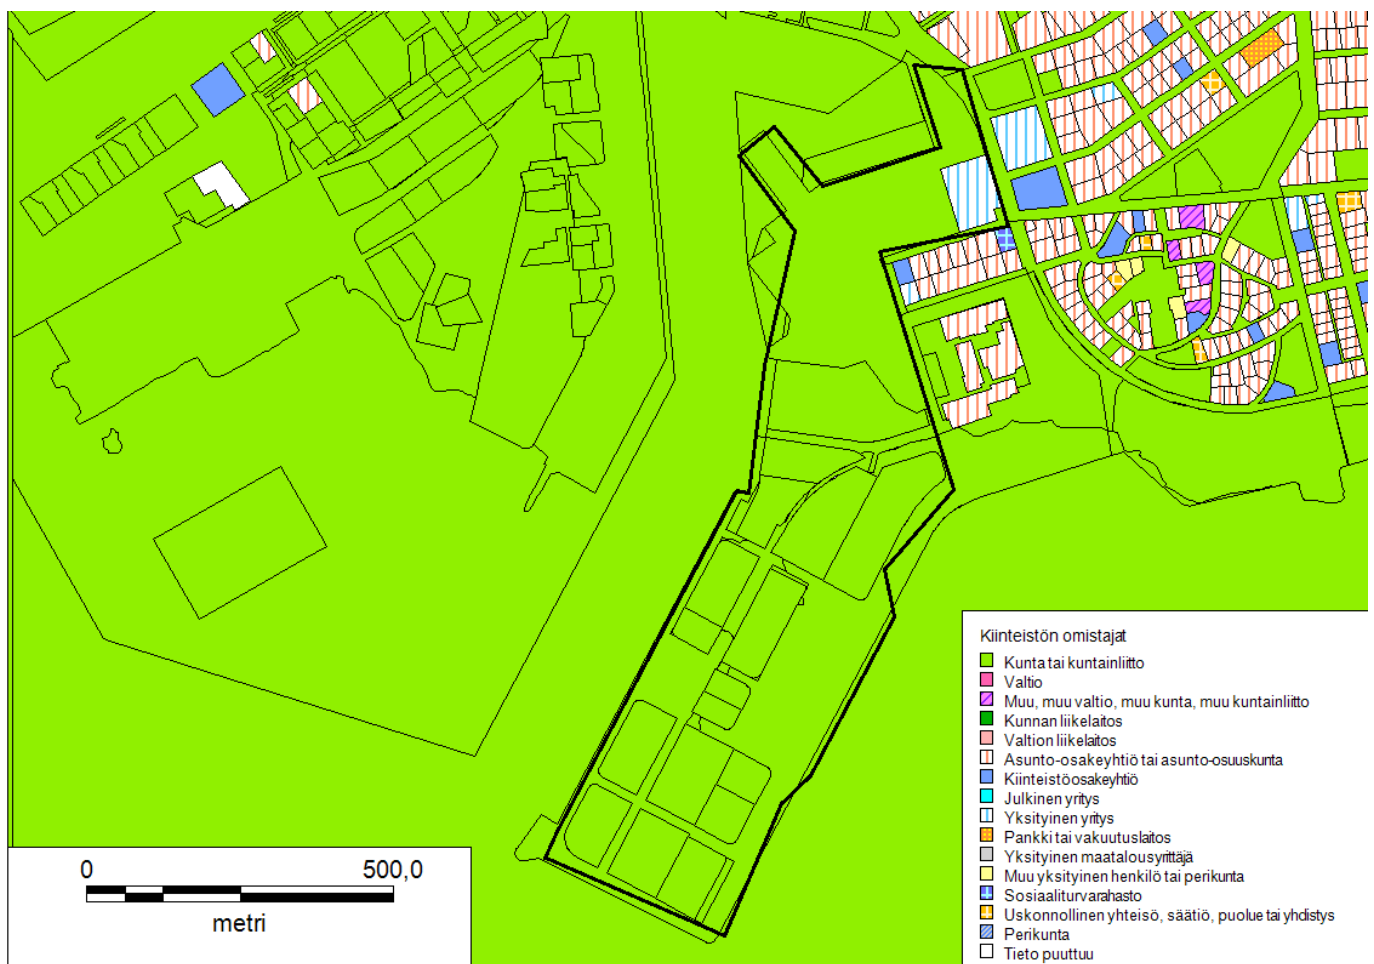 Kiinteistön omistajat
Kunta tai kuntainliitto
Valtio
Muu, muu valtio, muu kunta, muu kuntainliitto
Kunnan liikelaitos
Valtion liikelaitos
Asunto-osakeyhtiö tai asunto-osuuskunta
Kiinteistöosakeyhtiö
Julkinen yritys
Yksityinen yritys
Pankki tai vakuutuslaitos
Yksityinen maatalousyrittäjä
Muu yksityinen henkilö tai perikunta
Sosiaaliturvarahasto
Uskonnollinen yhteisö, säätiö, puolue tai yhdistys
Perikunta
Tieto puuttuu
0 500,0
metri